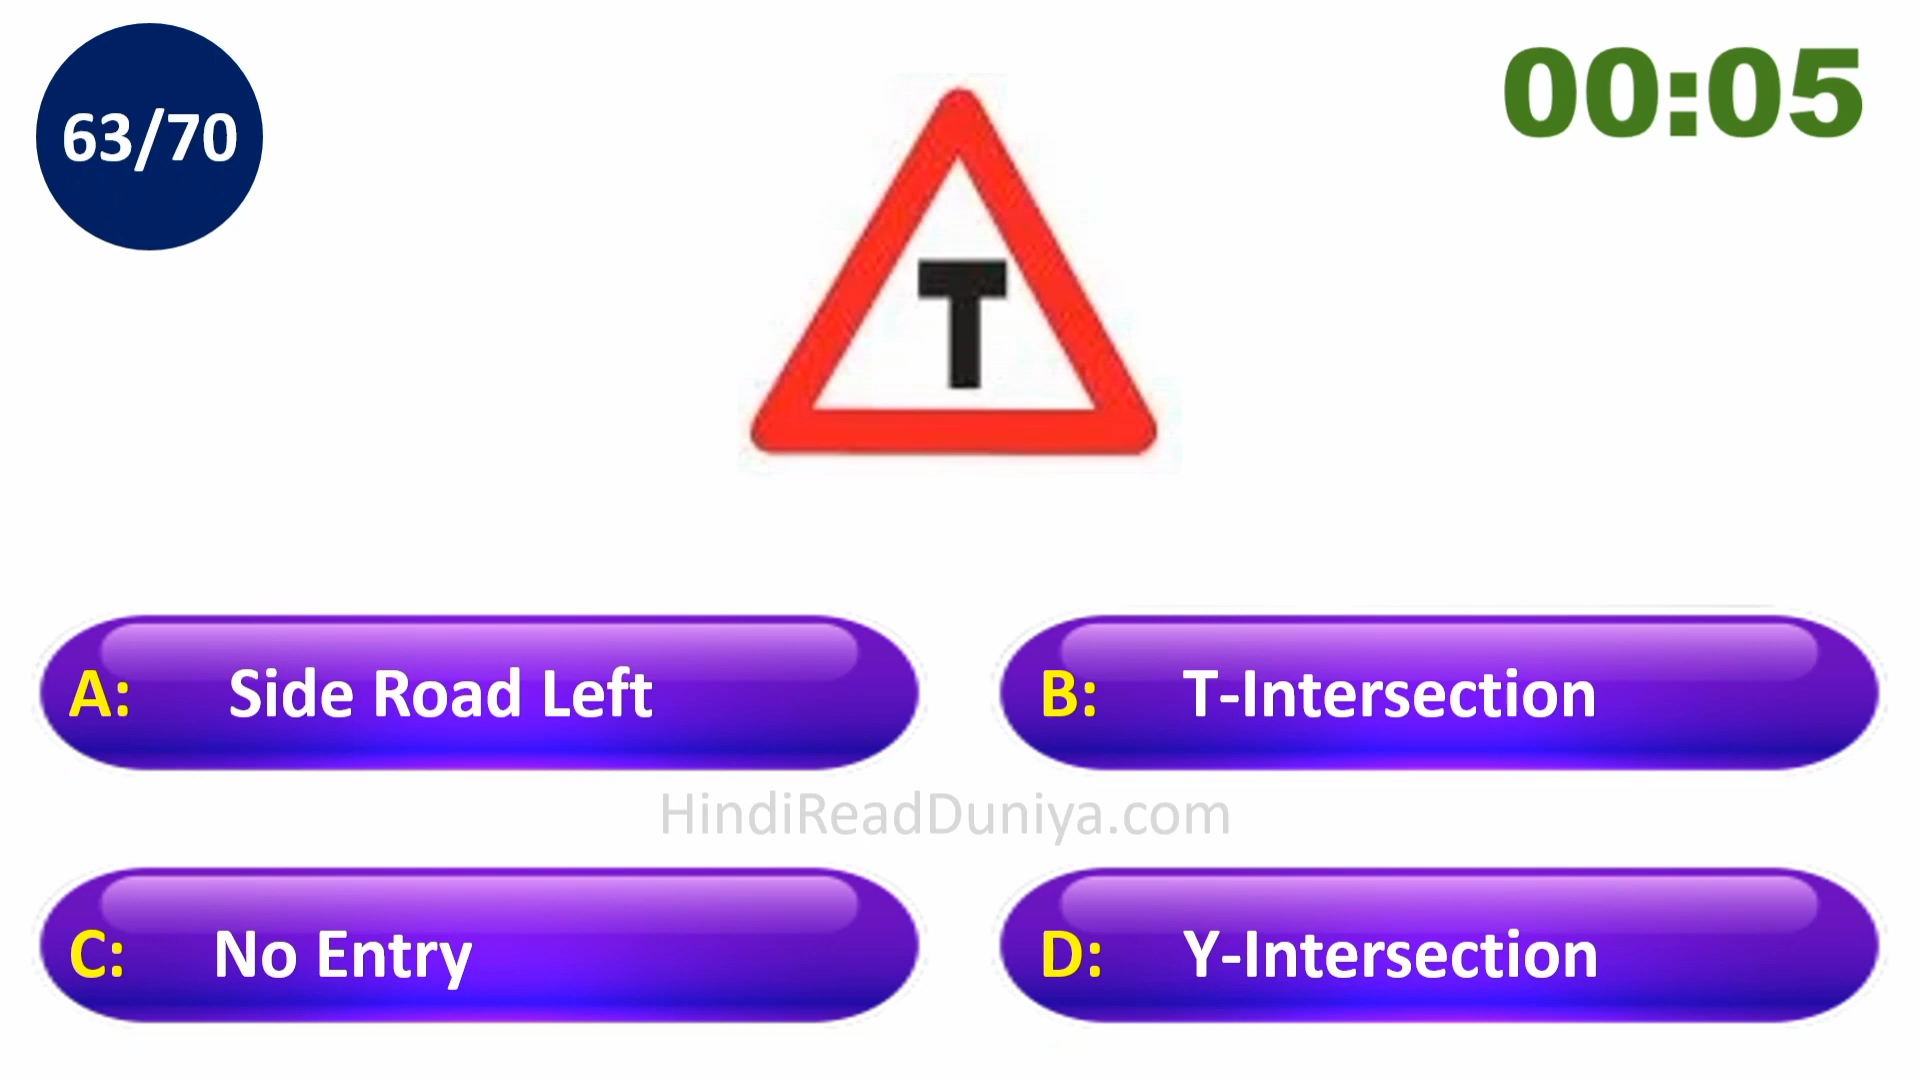 63/70
00:05
T
A: Side Road Left
B: T-Intersection
HindiReadDuniya.com
C: No Entry
D: Y-Intersection